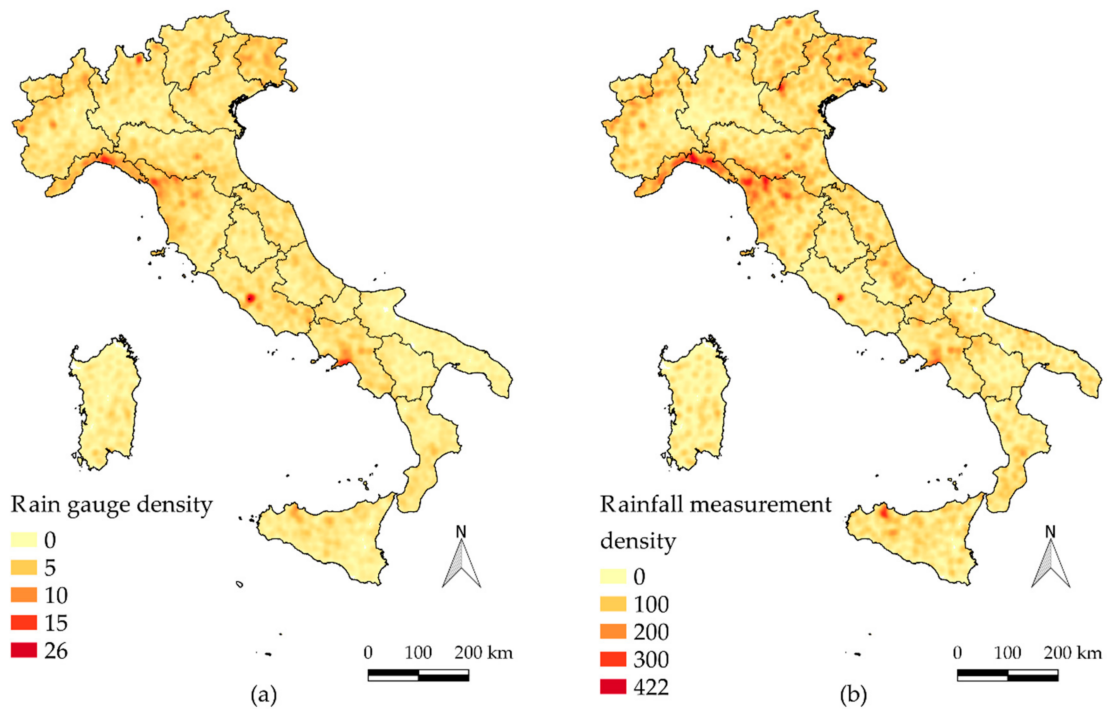 Rain gauge density
0
5
10
15
26
N
0 100 200 km
(a)
Rainfall measurement
density
0
100
200
300
422
N
0 100 200 km
(b)